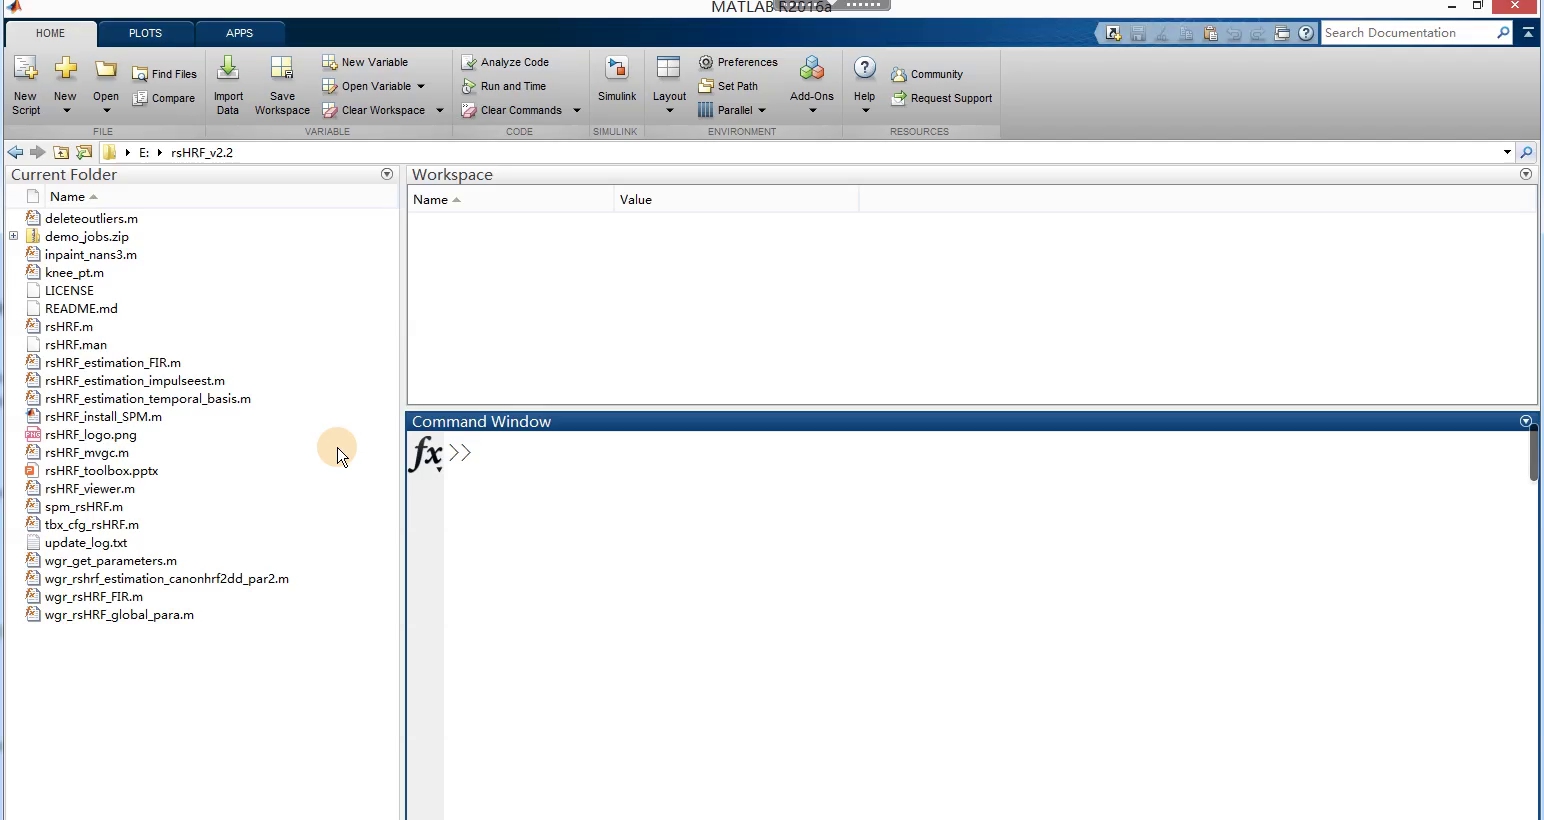 MATLAB R2016a
HOME
PLOTS
APPS
Search Documentation
New Script
New
Open
Find Files
Compare
FILE
Import Data
Save Workspace
New Variable
Open Variable
Clear Workspace
VARIABLE
Analyze Code
Run and Time
Clear Commands
CODE
Simulink
SIMULINK
Layout
Preferences
Set Path
Parallel
Add-Ons
ENVIRONMENT
Help
Community
Request Support
RESOURCES
E: rsHRF_v2.2
Current Folder
Name
deleteoutliers.m
demo_jobs.zip
inpaint_nans3.m
knee_pt.m
LICENSE
README.md
rsHRF.m
rsHRF.man
rsHRF_estimation_FIR.m
rsHRF_estimation_impulseest.m
rsHRF_estimation_temporal_basis.m
rsHRF_install_SPM.m
rsHRF_logo.png
rsHRF_mvgc.m
rsHRF_toolbox.pptx
rsHRF_viewer.m
spm_rsHRF.m
tbx_cfg_rsHRF.m
update_log.txt
wgr_get_parameters.m
wgr_rshrf_estimation_canonhrf2dd_par2.m
wgr_rsHRF_FIR.m
wgr_rsHRF_global_para.m
Workspace
Name Value
Command Window
fx >>